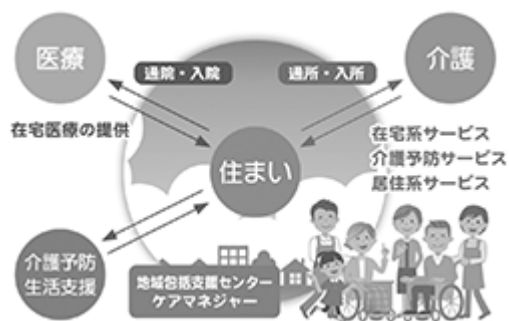 医療
通院・入院
通所・入所
介護
在宅医療の提供
住まい
在宅系サービス
介護予防サービス
居住系サービス
介護予防
生活支援
地域包括支援センター
ケアマネジャー